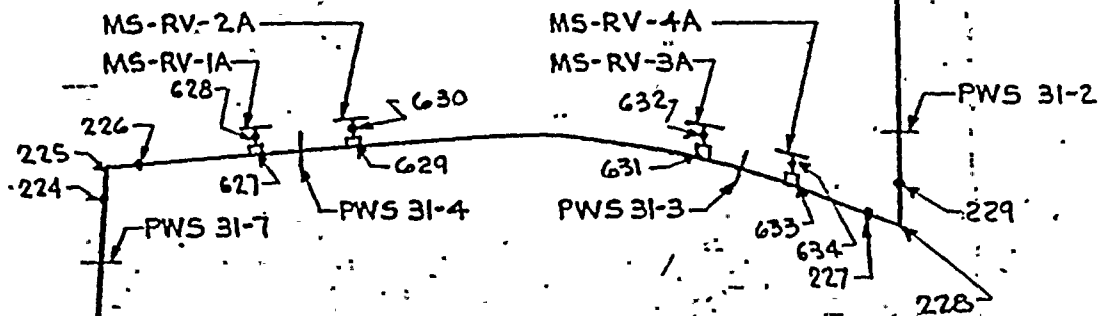 MS-RV-2A
MS-RV-4A
MS-RV-1A
MS-RV-3A
628
630
632
PWS 31-2
226
225
629
631
224
627
PWS 31-4
PWS 31-3
633
229
PWS 31-7
634
227
228